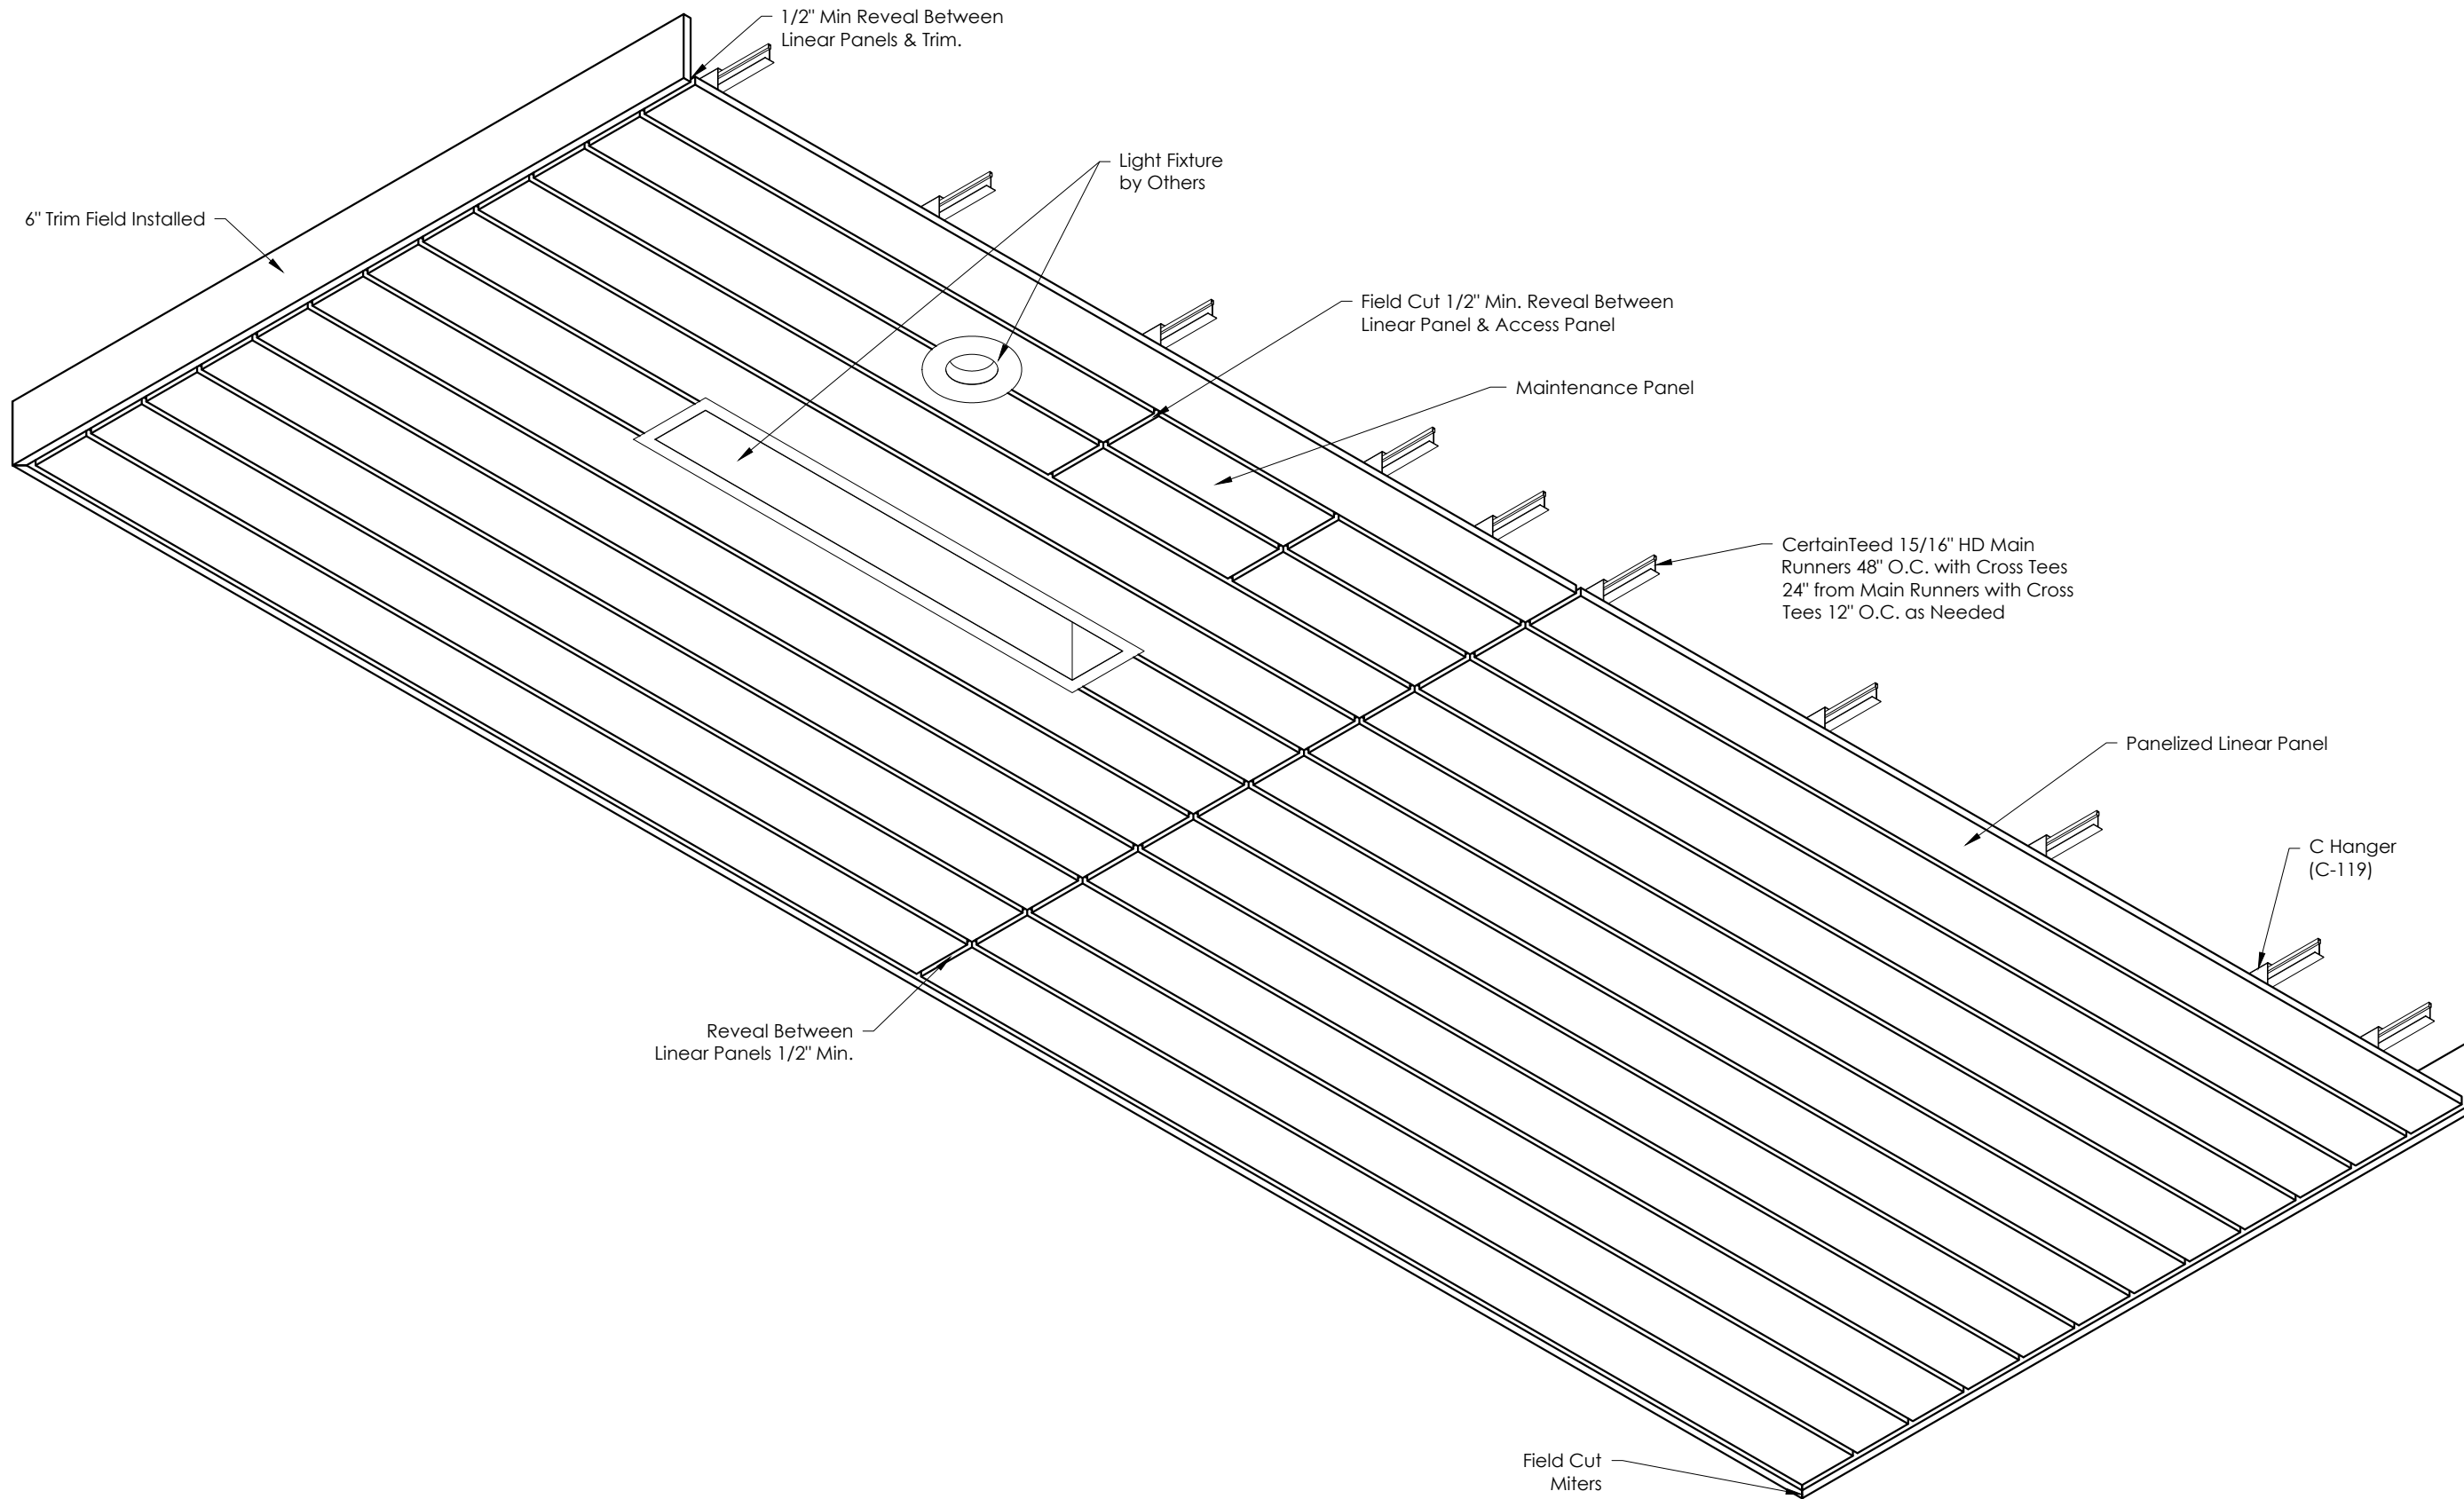 1/2" Min Reveal Between
Linear Panels & Trim.
Light Fixture
by Others
6" Trim Field Installed
Field Cut 1/2" Min. Reveal Between
Linear Panel & Access Panel
Maintenance Panel
CertainTeed 15/16" HD Main
Runners 48" O.C. with Cross Tees
24" from Main Runners with Cross
Tees 12" O.C. as Needed
Panelized Linear Panel
C Hanger
(C-119)
Reveal Between
Linear Panels 1/2" Min.
Field Cut
Miters